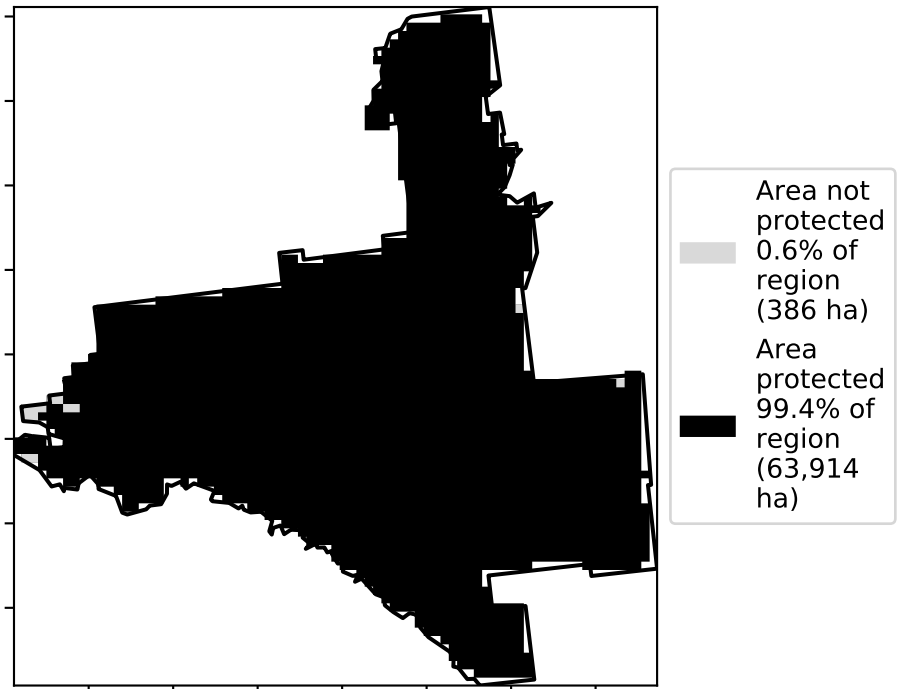 Area not
protected
0.6% of
region
(386 ha)
Area
protected
99.4% of
region
(63,914
ha)